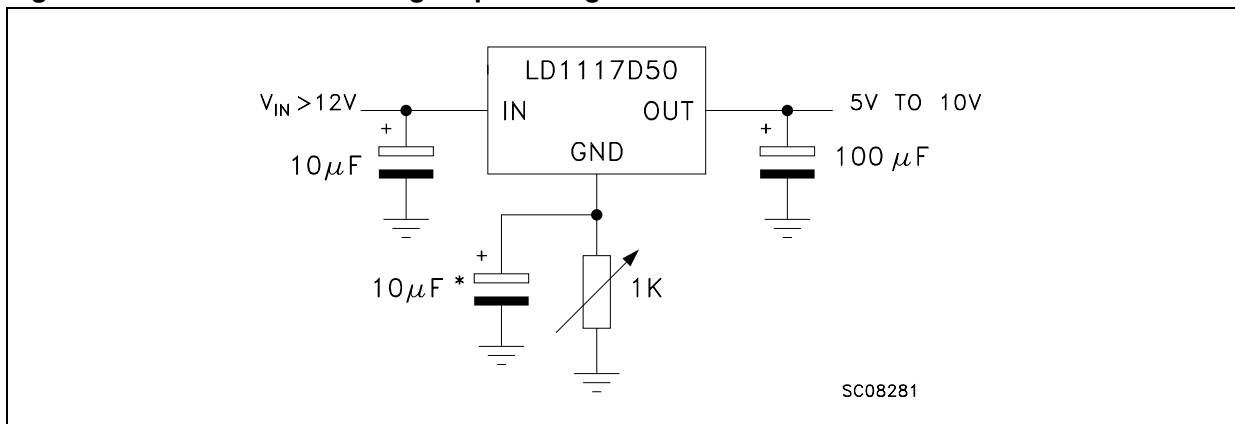 LD1117D50
V_IN >12V
IN
OUT
5V TO 10V
+
+
10μF
GND
100 μF
+
10μF *
1K
SC08281